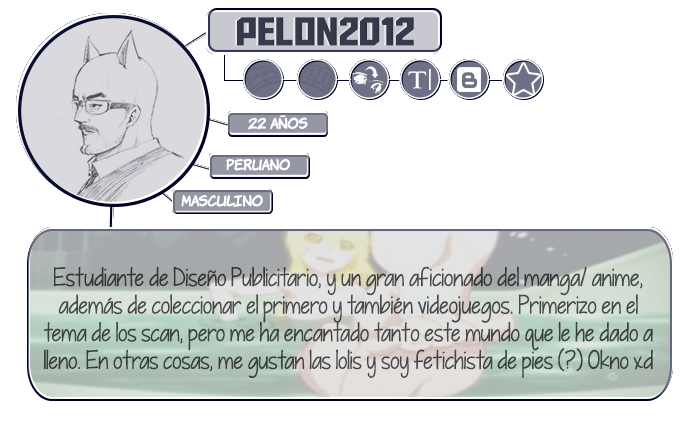 PELON2012
T
B
22 AÑOS
PERUANO
MASCULINO
Estudiante de Diseño Publicitario, y un gran aficionado del manga/ anime,
además de coleccionar el primero y también videojuegos. Primerizo en el
tema de los scan, pero me ha encantado tanto este mundo que le he dado a
lleno. En otras cosas, me gustan las lolis y soy fetichista de pies (?) Okno xd